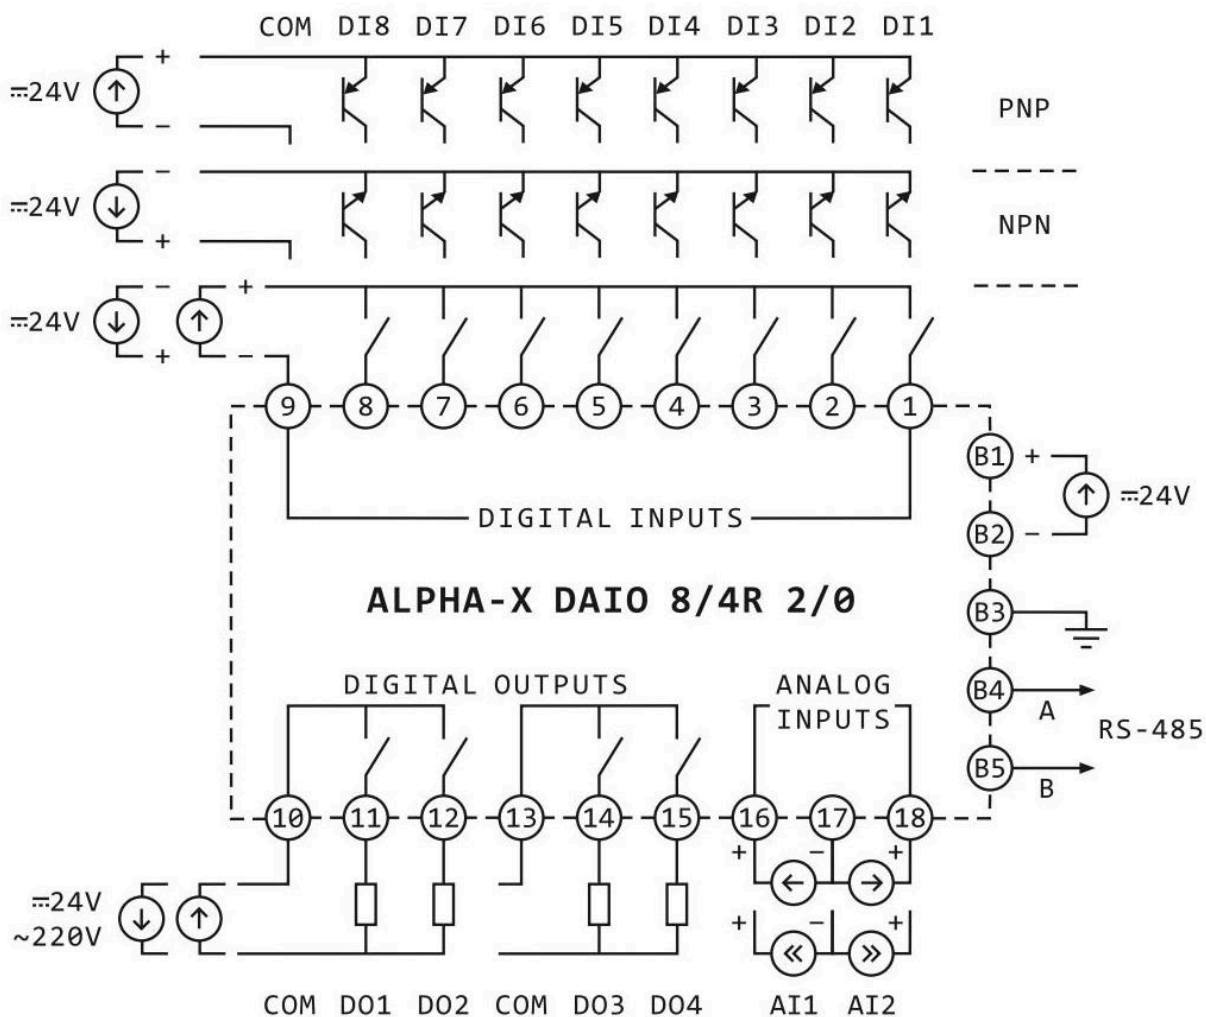 COM DI8 DI7 DI6 DI5 DI4 DI3 DI2 DI1
+
⎓24V
PNP
−
−
⎓24V
NPN
+
− +
⎓24V
+ −
9 8 7 6 5 4 3 2 1
B1 +
⎓24V
DIGITAL INPUTS
B2 −
ALPHA-X DAIO 8/4R 2/0
B3
DIGITAL OUTPUTS
ANALOG
INPUTS
B4
A
RS-485
B5
B
10 11 12 13 14 15 16 17 18
+ − +
⎓24V
~220V
+ − +
COM DO1 DO2 COM DO3 DO4 AI1 AI2